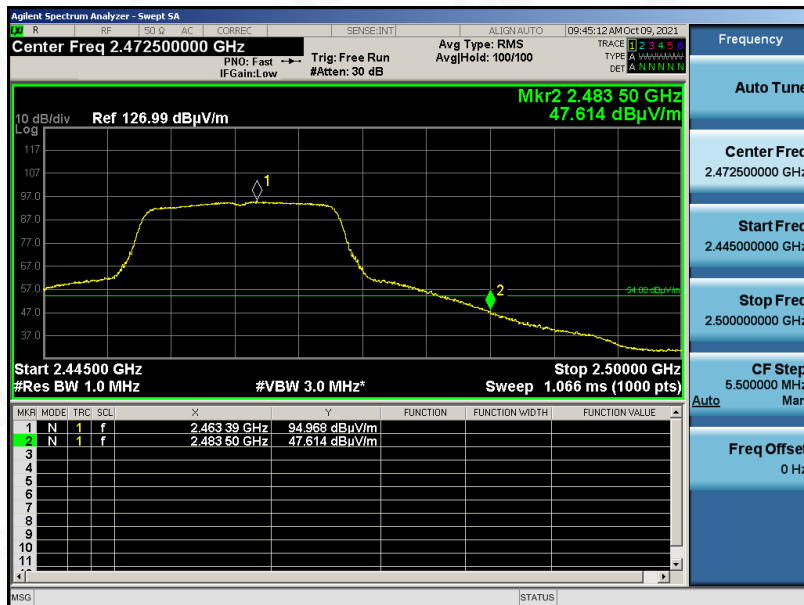 Agilent Spectrum Analyzer - Swept SA
LXI R RF 50 Ω AC CORREC SENSE:INT ALIGN AUTO 09:45:12 AM Oct 09, 2021
Center Freq 2.472500000 GHz
PNO: Fast
IFGain:Low
Trig: Free Run
#Atten: 30 dB
Avg Type: RMS
Avg|Hold: 100/100
TRACE 1 2 3 4 5 6
TYPE A
DET A N N N N N
Mkr2 2.483 50 GHz
47.614 dBµV/m
10 dB/div Ref 126.99 dBµV/m
Log
117
107
97.0
87.0
77.0
67.0
57.0
47.0
37.0
1
2
54.00 dBµV/m
Start 2.44500 GHz Stop 2.50000 GHz
#Res BW 1.0 MHz #VBW 3.0 MHz* Sweep 1.066 ms (1000 pts)
MKR MODE TRC SCL X Y FUNCTION FUNCTION WIDTH FUNCTION VALUE
1 N 1 f 2.463 39 GHz 94.968 dBµV/m
2 N 1 f 2.483 50 GHz 47.614 dBµV/m
3
4
5
6
7
8
9
10
11
MSG STATUS
Frequency
Auto Tune
Center Freq
2.472500000 GHz
Start Freq
2.445000000 GHz
Stop Freq
2.500000000 GHz
CF Step
5.500000 MHz
Auto Man
Freq Offset
0 Hz